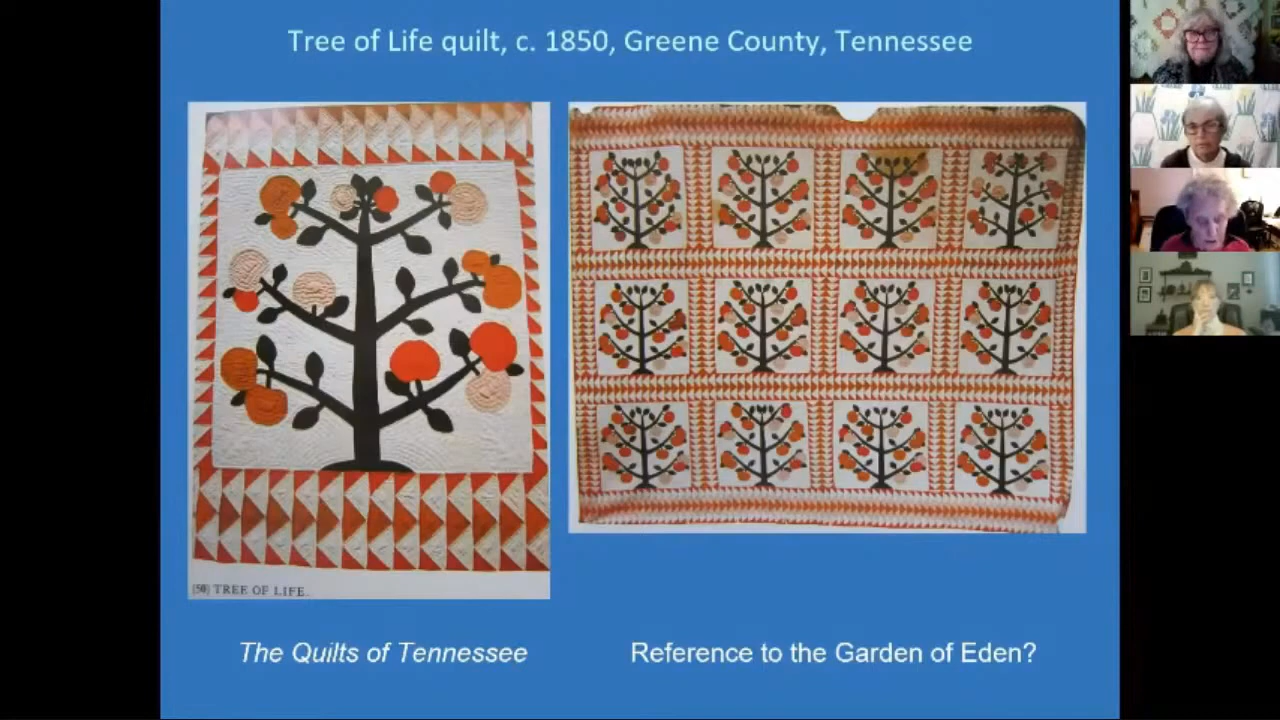 Tree of Life quilt, c. 1850, Greene County, Tennessee
(50) TREE OF LIFE.
The Quilts of Tennessee
Reference to the Garden of Eden?